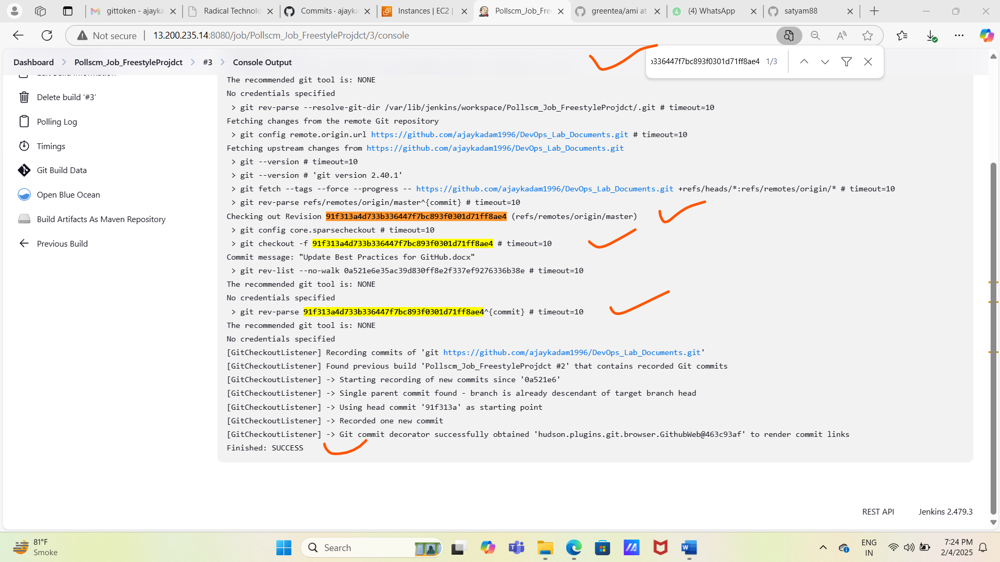 gittoken - ajayka
Radical Technolo
Commits · ajayka
Instances | EC2 |
Pollscm_Job_Free
greentea/ami at
(4) WhatsApp
satyam88
Not secure
13.200.235.14:8080/job/Pollscm_Job_FreestyleProjdct/3/console
336447f7bc893f0301d71ff8ae4 1/3
Dashboard > Pollscm_Job_FreestyleProjdct > #3 > Console Output
Edit Build Information
Delete build ‘#3’
Polling Log
Timings
Git Build Data
Open Blue Ocean
Build Artifacts As Maven Repository
Previous Build
The recommended git tool is: NONE
No credentials specified
> git rev-parse --resolve-git-dir /var/lib/jenkins/workspace/Pollscm_Job_FreestyleProjdct/.git # timeout=10
Fetching changes from the remote Git repository
> git config remote.origin.url https://github.com/ajaykadam1996/DevOps_Lab_Documents.git # timeout=10
Fetching upstream changes from https://github.com/ajaykadam1996/DevOps_Lab_Documents.git
> git --version # timeout=10
> git --version # 'git version 2.40.1'
> git fetch --tags --force --progress -- https://github.com/ajaykadam1996/DevOps_Lab_Documents.git +refs/heads/*:refs/remotes/origin/* # timeout=10
> git rev-parse refs/remotes/origin/master^{commit} # timeout=10
Checking out Revision 91f313a4d733b336447f7bc893f0301d71ff8ae4 (refs/remotes/origin/master)
> git config core.sparsecheckout # timeout=10
> git checkout -f 91f313a4d733b336447f7bc893f0301d71ff8ae4 # timeout=10
Commit message: "Update Best Practices for GitHub.docx"
> git rev-list --no-walk 0a521e6e35ac39d830ff8e2f337ef9276336b38e # timeout=10
The recommended git tool is: NONE
No credentials specified
> git rev-parse 91f313a4d733b336447f7bc893f0301d71ff8ae4^{commit} # timeout=10
The recommended git tool is: NONE
No credentials specified
[GitCheckoutListener] Recording commits of 'git https://github.com/ajaykadam1996/DevOps_Lab_Documents.git'
[GitCheckoutListener] Found previous build 'Pollscm_Job_FreestyleProjdct #2' that contains recorded Git commits
[GitCheckoutListener] -> Starting recording of new commits since '0a521e6'
[GitCheckoutListener] -> Single parent commit found - branch is already descendant of target branch head
[GitCheckoutListener] -> Using head commit '91f313a' as starting point
[GitCheckoutListener] -> Recorded one new commit
[GitCheckoutListener] -> Git commit decorator successfully obtained 'hudson.plugins.git.browser.GithubWeb@463c93af' to render commit links
Finished: SUCCESS
REST API
Jenkins 2.479.3
81°F
Smoke
Search
ENG
IN
7:24 PM
2/4/2025